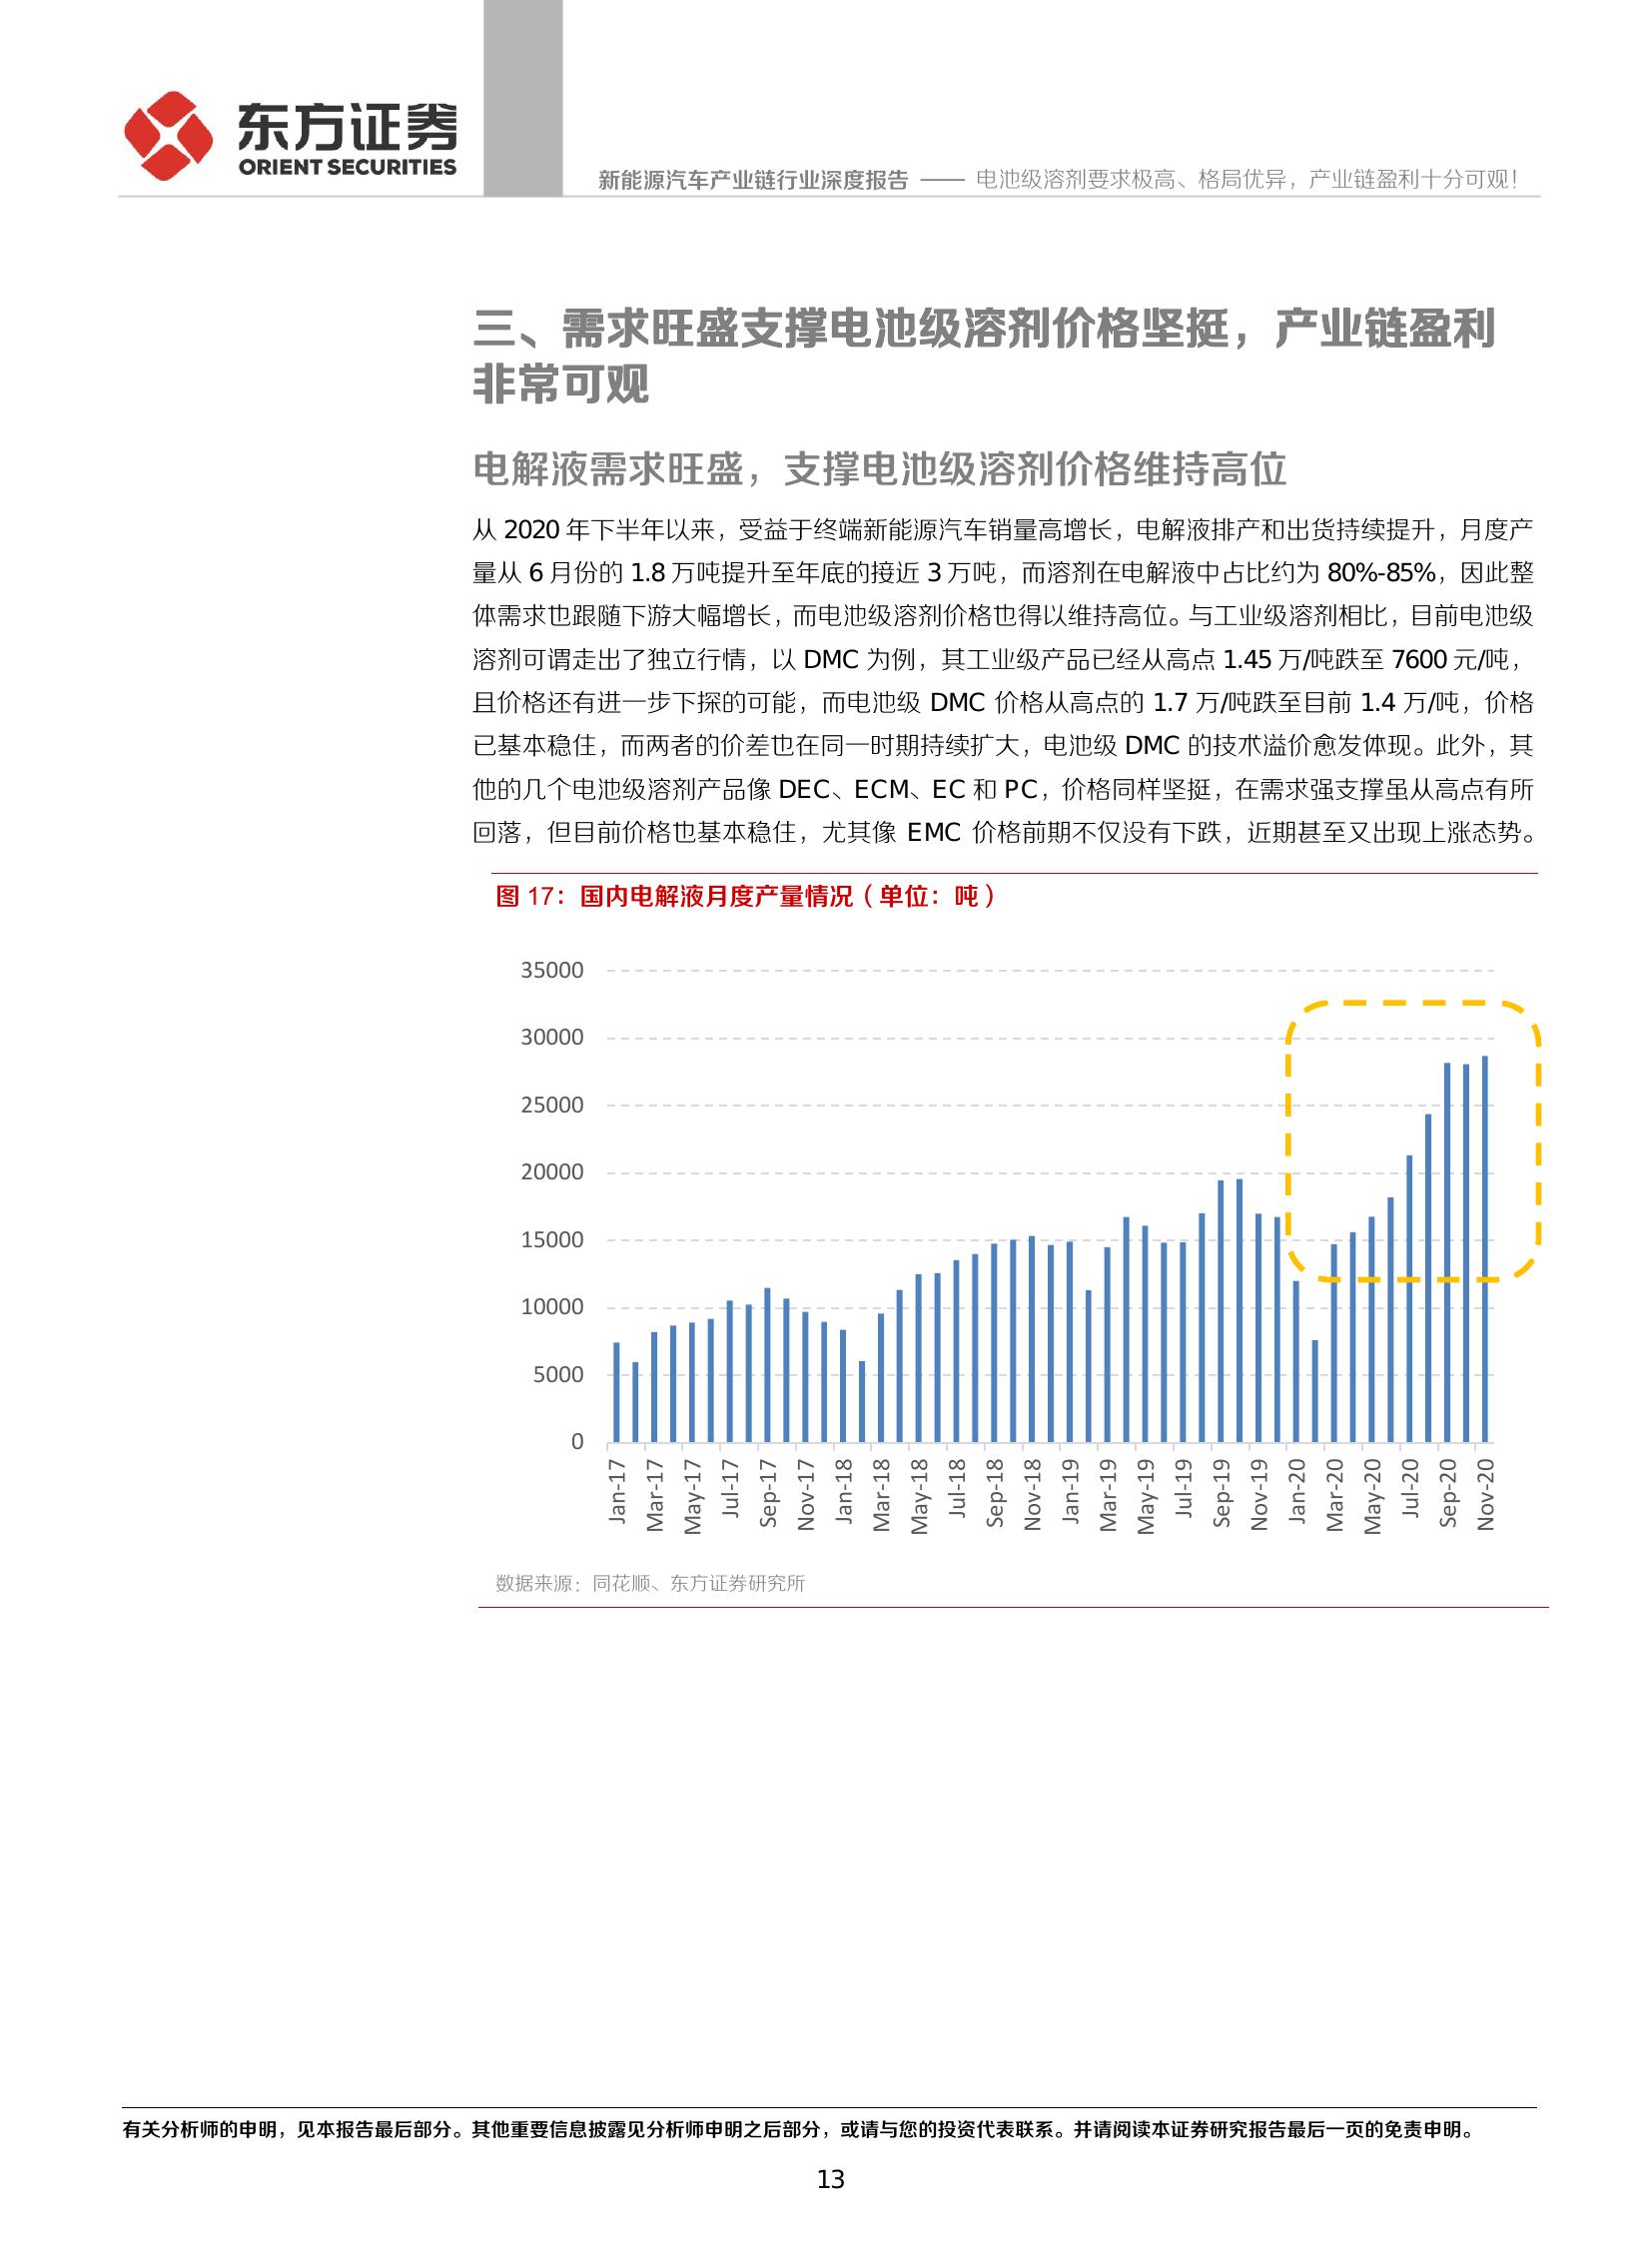 东方证券
ORIENT SECURITIES
新能源汽车产业链行业深度报告 —— 电池级溶剂要求极高、格局优异，产业链盈利十分可观！
三、需求旺盛支撑电池级溶剂价格坚挺，产业链盈利
非常可观
电解液需求旺盛，支撑电池级溶剂价格维持高位
从 2020 年下半年以来，受益于终端新能源汽车销量高增长，电解液排产和出货持续提升，月度产
量从 6 月份的 1.8 万吨提升至年底的接近 3 万吨，而溶剂在电解液中占比约为 80%-85%，因此整
体需求也跟随下游大幅增长，而电池级溶剂价格也得以维持高位。与工业级溶剂相比，目前电池级
溶剂可谓走出了独立行情，以 DMC 为例，其工业级产品已经从高点 1.45 万/吨跌至 7600 元/吨，
且价格还有进一步下探的可能，而电池级 DMC 价格从高点的 1.7 万/吨跌至目前 1.4 万/吨，价格
已基本稳住，而两者的价差也在同一时期持续扩大，电池级 DMC 的技术溢价愈发体现。此外，其
他的几个电池级溶剂产品像 DEC、ECM、EC 和 PC，价格同样坚挺，在需求强支撑虽从高点有所
回落，但目前价格也基本稳住，尤其像 EMC 价格前期不仅没有下跌，近期甚至又出现上涨态势。
图 17：国内电解液月度产量情况（单位：吨）
35000
30000
25000
20000
15000
10000
5000
0
Jan-17
Mar-17
May-17
Jul-17
Sep-17
Nov-17
Jan-18
Mar-18
May-18
Jul-18
Sep-18
Nov-18
Jan-19
Mar-19
May-19
Jul-19
Sep-19
Nov-19
Jan-20
Mar-20
May-20
Jul-20
Sep-20
Nov-20
数据来源：同花顺、东方证券研究所
有关分析师的申明，见本报告最后部分。其他重要信息披露见分析师申明之后部分，或请与您的投资代表联系。并请阅读本证券研究报告最后一页的免责申明。
13